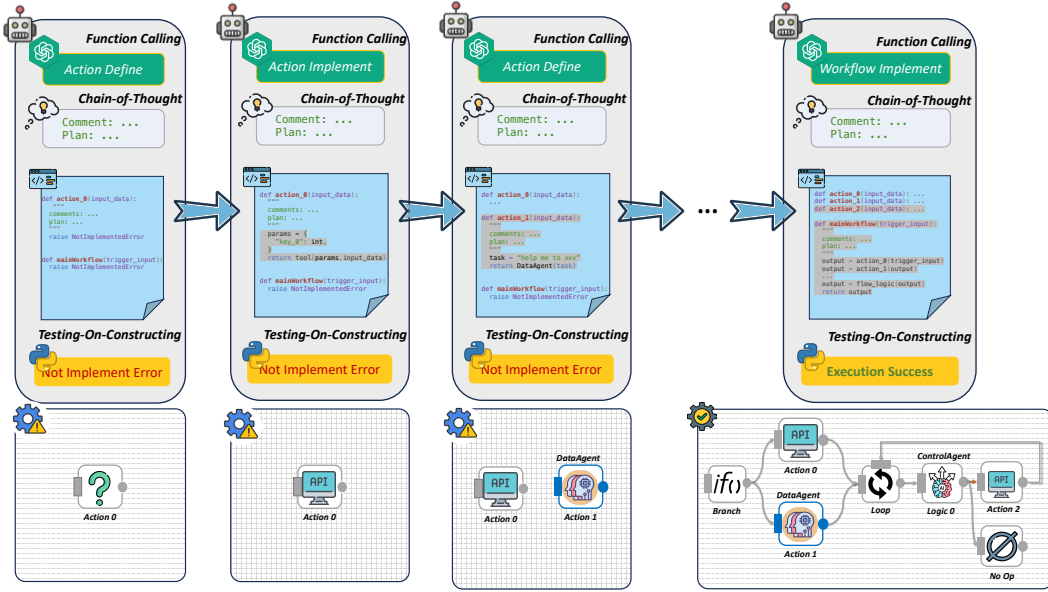 Function Calling
Action Define
Chain-of-Thought
Comment: ...
Plan: ...
def action_0(input_data):
"""
comments: ...
plan: ...
"""
raise NotImplementedError
def mainWorkflow(trigger_input):
raise NotImplementedError
Testing-On-Constructing
Not Implement Error
Function Calling
Action Implement
Chain-of-Thought
Comment: ...
Plan: ...
def action_0(input_data):
"""
comments: ...
plan: ...
"""
params = {
"key_0": int,
}
return tool(params,input_data)
def mainWorkflow(trigger_input):
raise NotImplementedError
Testing-On-Constructing
Not Implement Error
Function Calling
Action Define
Chain-of-Thought
Comment: ...
Plan: ...
def action_0(input_data):
...
def action_1(input_data):
"""
comments: ...
plan: ...
"""
task = "help me to xxx"
return DataAgent(task)
def mainWorkflow(trigger_input):
raise NotImplementedError
Testing-On-Constructing
Not Implement Error
...
Function Calling
Workflow Implement
Chain-of-Thought
Comment: ...
Plan: ...
def action_0(input_data): ...
def action_1(input_data): ...
def action_2(input_data): ...
def mainWorkflow(trigger_input):
"""
comments: ...
plan: ...
"""
output = action_0(trigger_input)
output = action_1(output)
...
output = flow_logic(output)
return output
Testing-On-Constructing
Execution Success
?
Action 0
API
Action 0
API
Action 0
DataAgent
Action 1
if()
Branch
API
Action 0
DataAgent
Action 1
Loop
ControlAgent
AI
Logic 0
API
Action 2
No Op